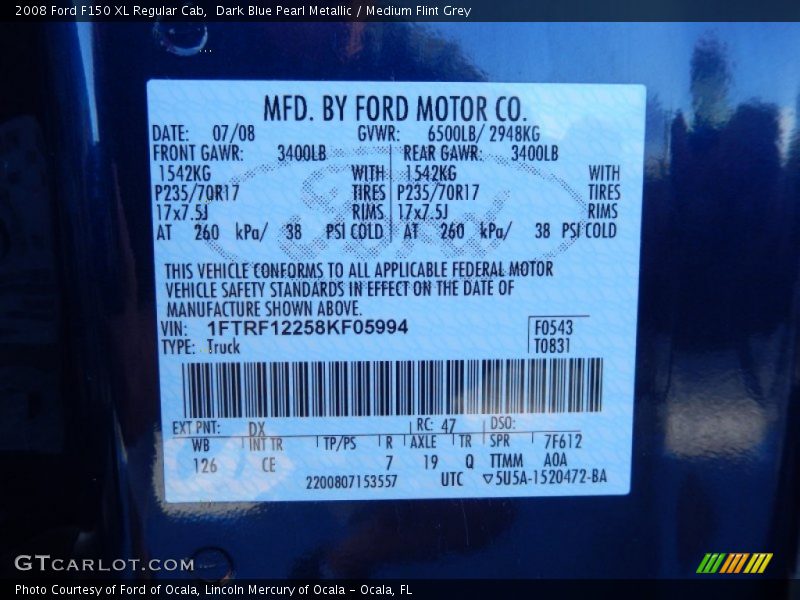 2008 Ford F150 XL Regular Cab,  Dark Blue Pearl Metallic / Medium Flint Grey
MFD. BY FORD MOTOR CO.
DATE: 07/08 GVWR: 6500LB/ 2948KG
FRONT GAWR: 3400LB REAR GAWR: 3400LB
1542KG WITH 1542KG WITH
P235/70R17 TIRES P235/70R17 TIRES
17x7.5J RIMS 17x7.5J RIMS
AT 260 kPa/ 38 PSI COLD AT 260 kPa/ 38 PSI COLD
THIS VEHICLE CONFORMS TO ALL APPLICABLE FEDERAL MOTOR
VEHICLE SAFETY STANDARDS IN EFFECT ON THE DATE OF
MANUFACTURE SHOWN ABOVE.
VIN: 1FTRF12258KF05994 F0543
TYPE: Truck T0831
EXT PNT: DX RC: 47 DSO:
WB INT TR TP/PS R AXLE TR SPR 7F612
126 CE 7 19 Q TTMM A0A
2200807153557 UTC ▽5U5A-1520472-BA
GTCARLOT.COM
Photo Courtesy of Ford of Ocala, Lincoln Mercury of Ocala - Ocala, FL